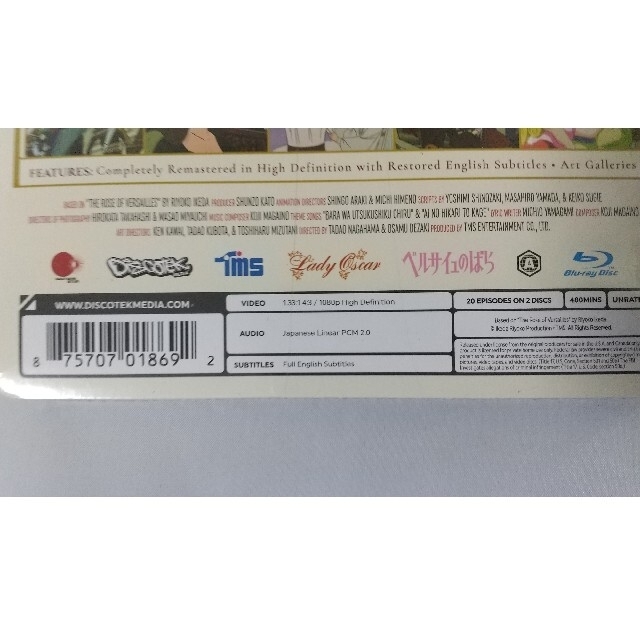 FEATURES: Completely Remastered in High Definition with Restored English Subtitles • Art Galleries
BASED IN "THE ROSE OF VERSAILLES" BY RIYOKO IKEDA PRODUCER SHUNZO KATO ANIMATION DIRECTORS SHINGO ARAKI & MICHI HIMENO SCRIPTS BY YOSHIMI SHINOZAKI, MASAHIRO YAMADA, & KEIKO SUGIE
DIRECTORS OF PHOTOGRAPHY HIROKATA TAKAHASHI & MASAO MIYAUCHI MUSIC COMPOSER KOJI MAGAINO THEME SONGS "BARA WA UTSUKUSHIKU CHIRU" & "AI NO HIKARI TO KAGE" LYRIC WRITER MICHIO YAMAGAMI COMPOSER KOJI MAGAINO
ART DIRECTORS KEN KAWAI, TADAO KUBOTA, & TOSHIHARU MIZUTANI DIRECTED BY TADAO NAGAHAMA & OSAMU DEZAKI PRODUCED BY TMS ENTERTAINMENT CO., LTD.
DISCOTEK
TMS
Lady Oscar
ベルサイユのばら
Blu-ray Disc
WWW.DISCOTEKMEDIA.COM
8 75707 01869 2
VIDEO 1.33:1 4:3 / 1080p High Definition
AUDIO Japanese Linear PCM 2.0
SUBTITLES Full English Subtitles
20 EPISODES ON 2 DISCS 480MINS UNRATE
Based on "The Rose of Versailles" by Riyoko Ikeda
© Ikeda Riyoko Production / TMS. All Rights Reserved.